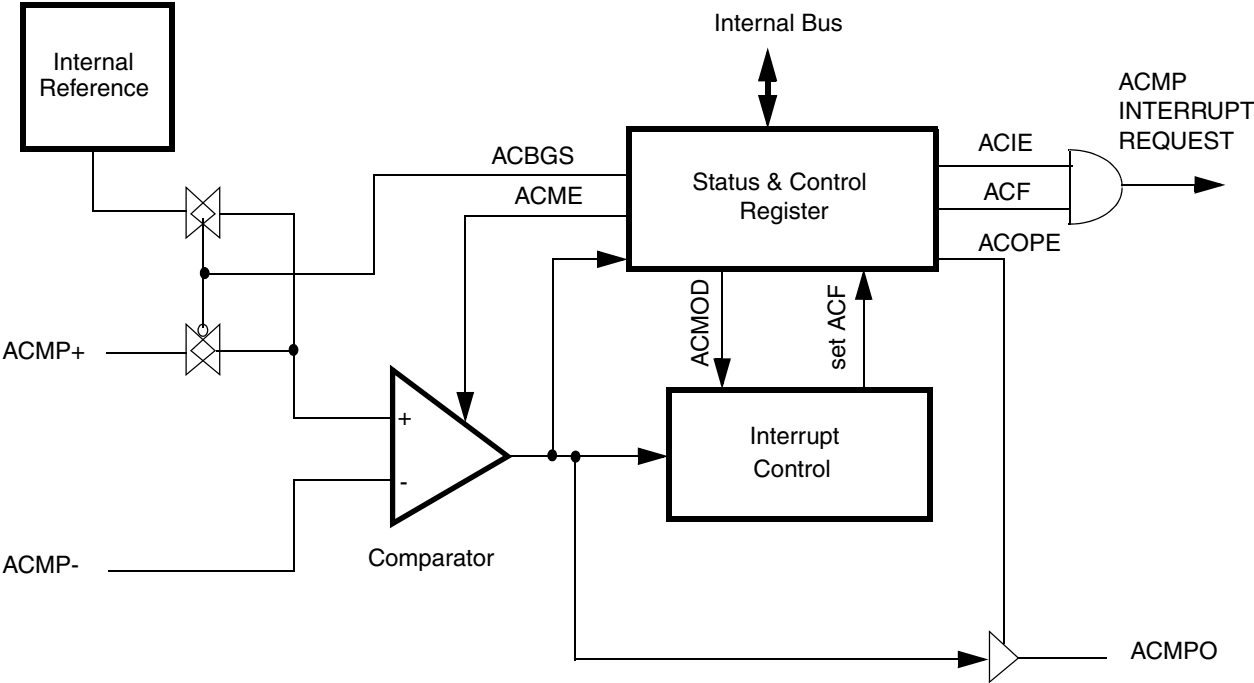 Internal Bus
Internal
Reference
ACMP
INTERRUPT
REQUEST
ACBGS
ACME
Status & Control
Register
ACIE
ACF
ACOPE
ACMOD
set ACF
ACMP+
+
-
Interrupt
Control
Comparator
ACMP-
ACMPO